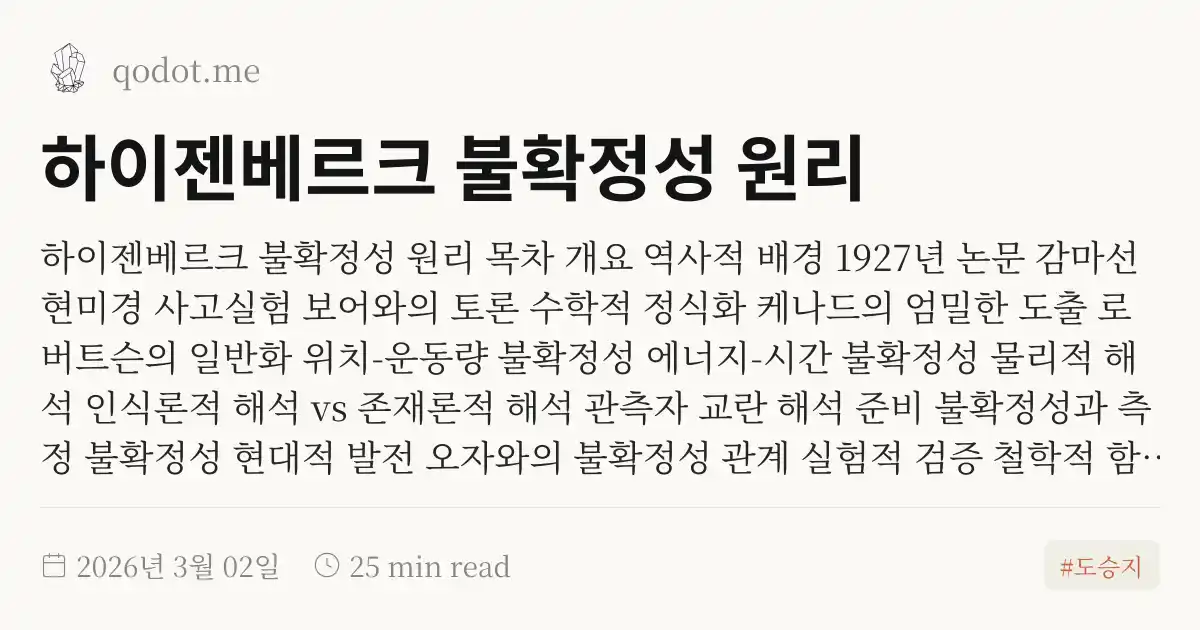 qodot.me
하이젠베르크 불확정성 원리
하이젠베르크 불확정성 원리 목차 개요 역사적 배경 1927년 논문 감마선
현미경 사고실험 보어와의 토론 수학적 정식화 케나드의 엄밀한 도출 로
버트슨의 일반화 위치-운동량 불확정성 에너지-시간 불확정성 물리적 해
석 인식론적 해석 vs 존재론적 해석 관측자 교란 해석 준비 불확정성과 측
정 불확정성 현대적 발전 오자와의 불확정성 관계 실험적 검증 철학적 함…
2026년 3월 02일 25 min read
#도승지